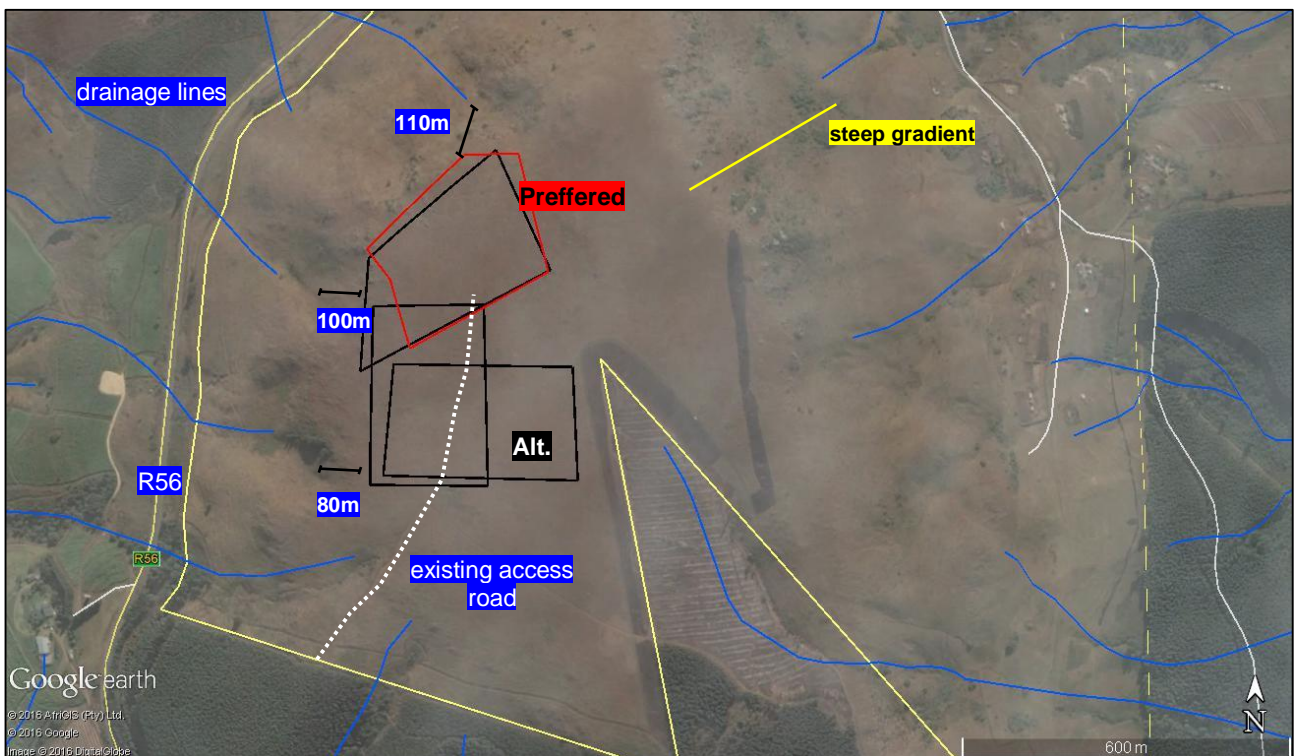 drainage lines
110m
steep gradient
Preffered
100m
Alt.
R56
80m
R56
existing access
road
Google earth
© 2016 AfriGIS (Pty) Ltd.
© 2016 Google
Image © 2016 DigitalGlobe
N
600 m